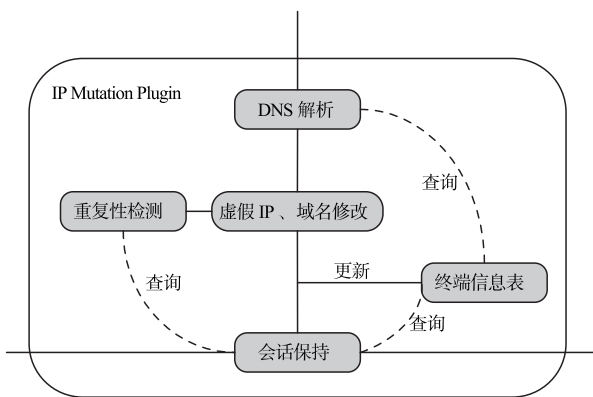 IP Mutation Plugin
DNS 解析
查询
重复性检测
虚假 IP 、域名修改
更新
查询
终端信息表
查询
会话保持